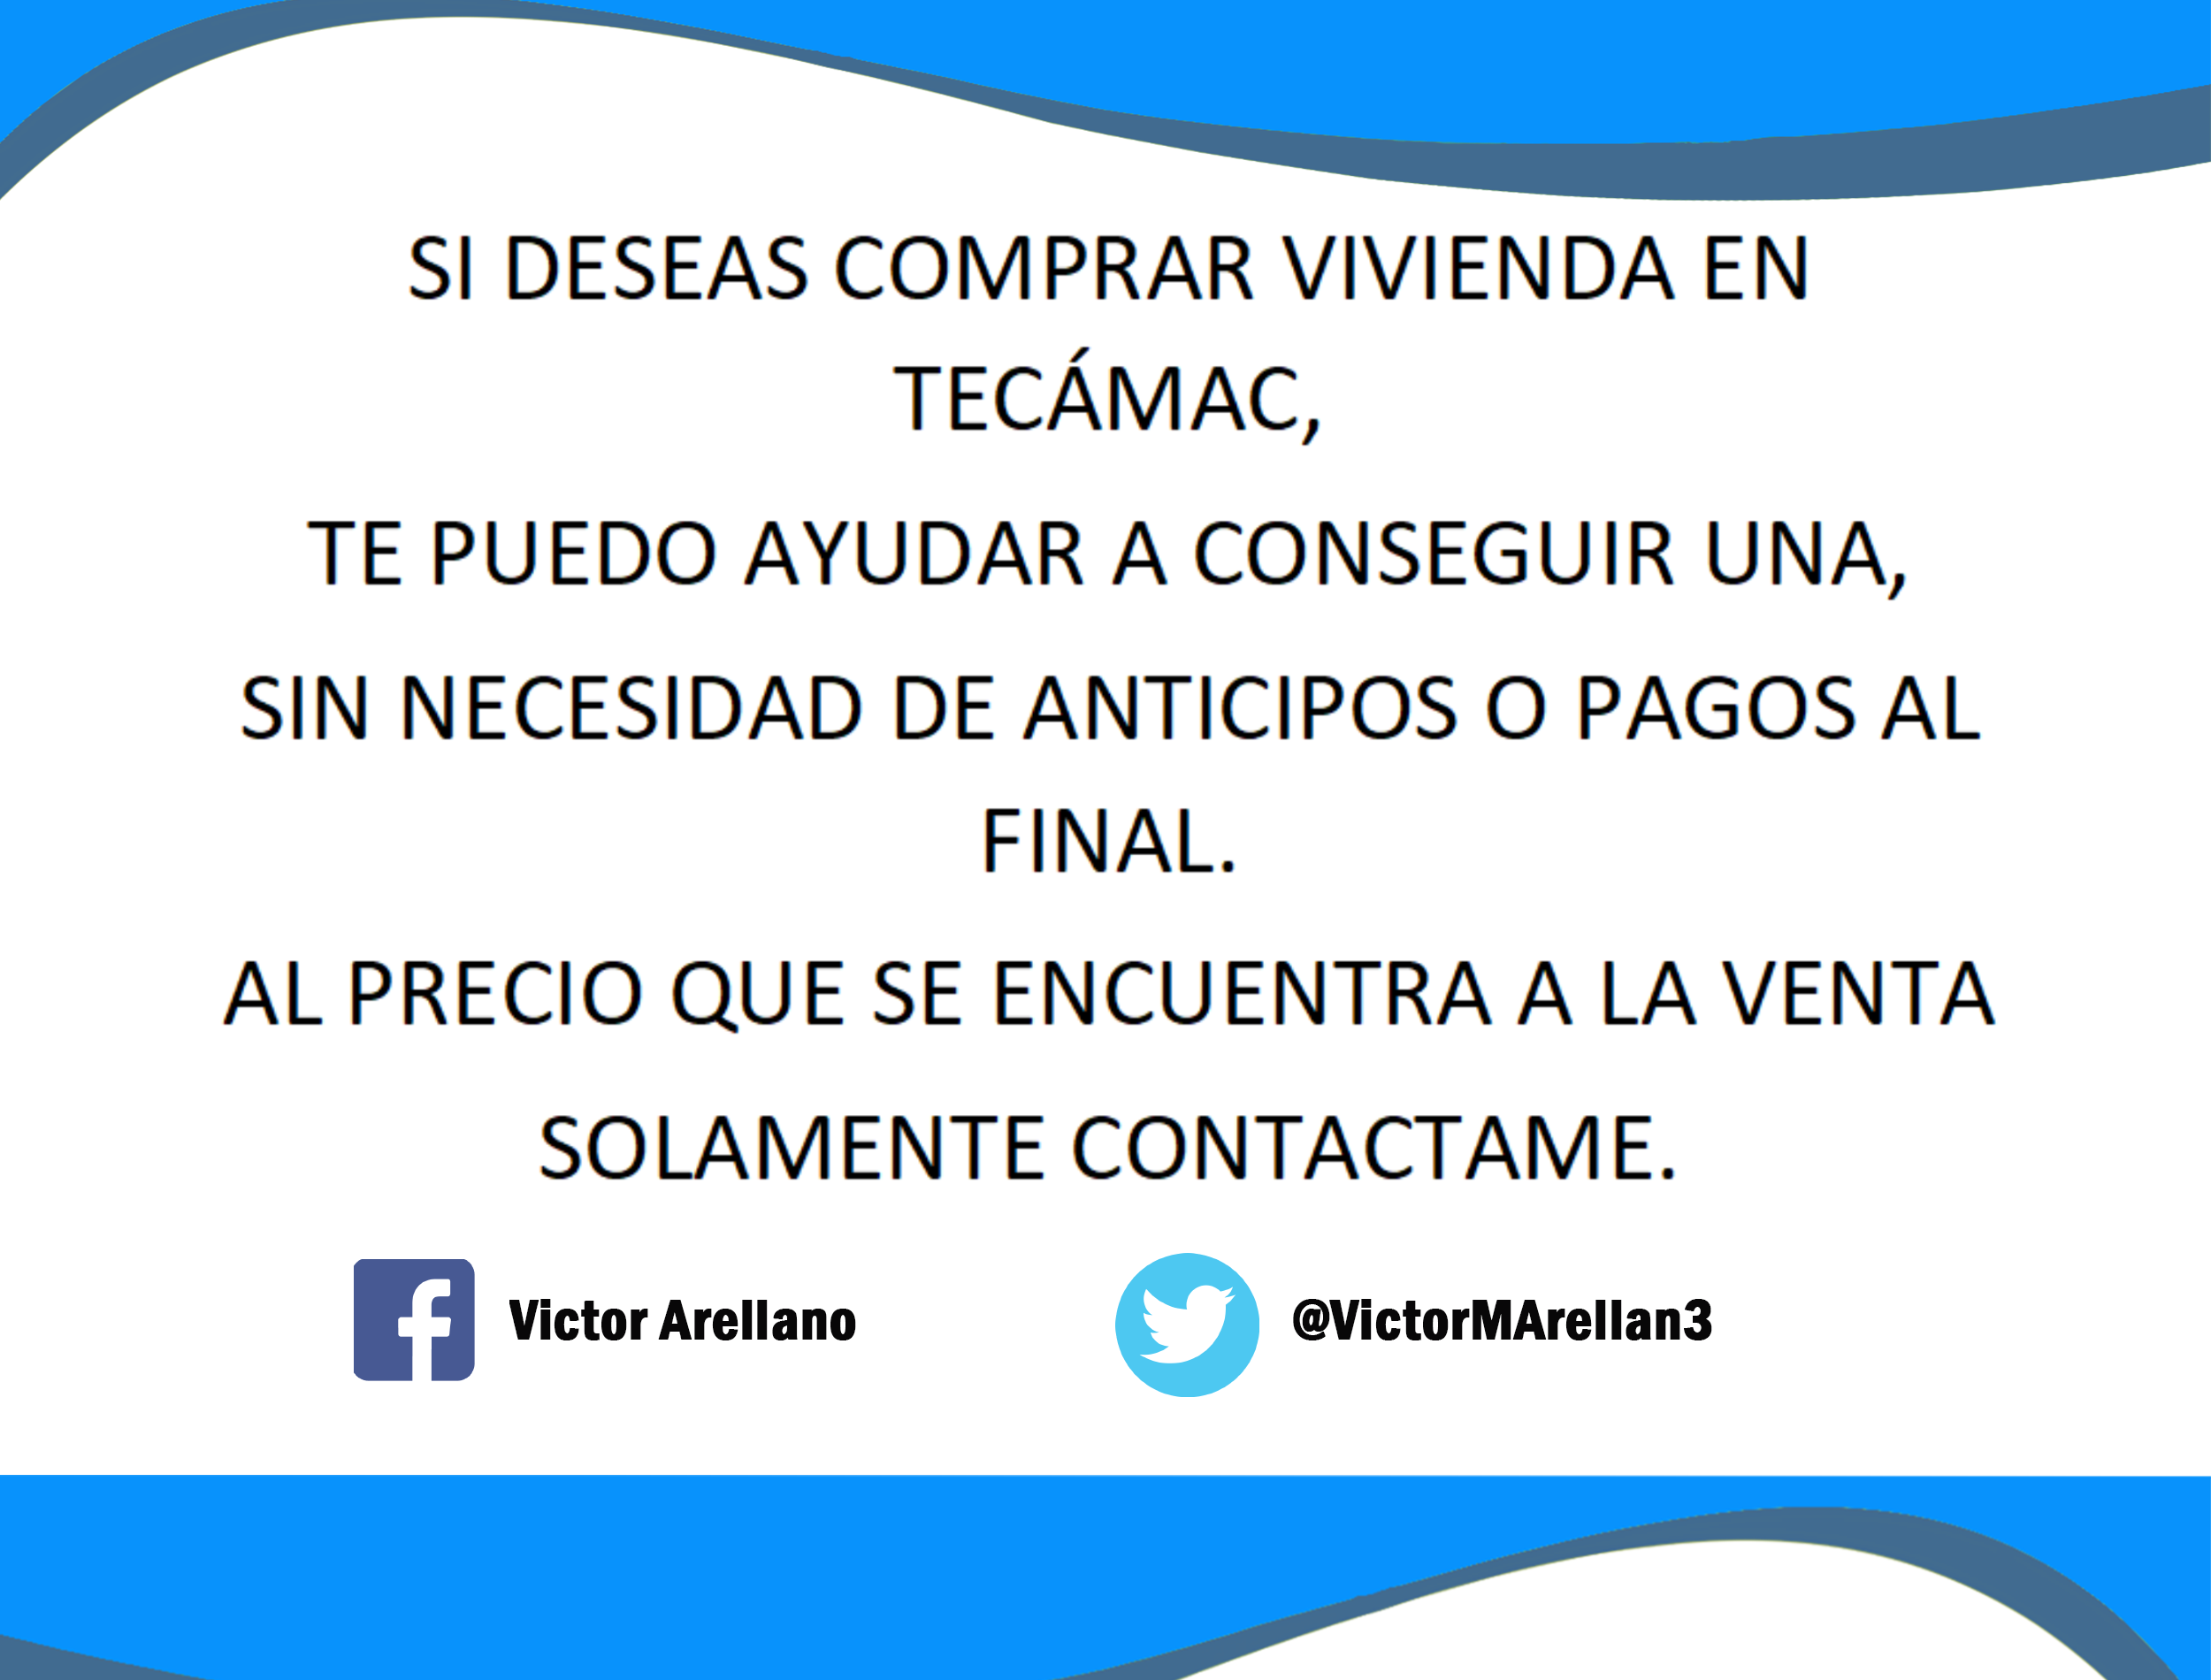 SI DESEAS COMPRAR VIVIENDA EN
TECÁMAC,
TE PUEDO AYUDAR A CONSEGUIR UNA,
SIN NECESIDAD DE ANTICIPOS O PAGOS AL
FINAL.
AL PRECIO QUE SE ENCUENTRA A LA VENTA
SOLAMENTE CONTACTAME.
Victor Arellano
@VictorMArellan3